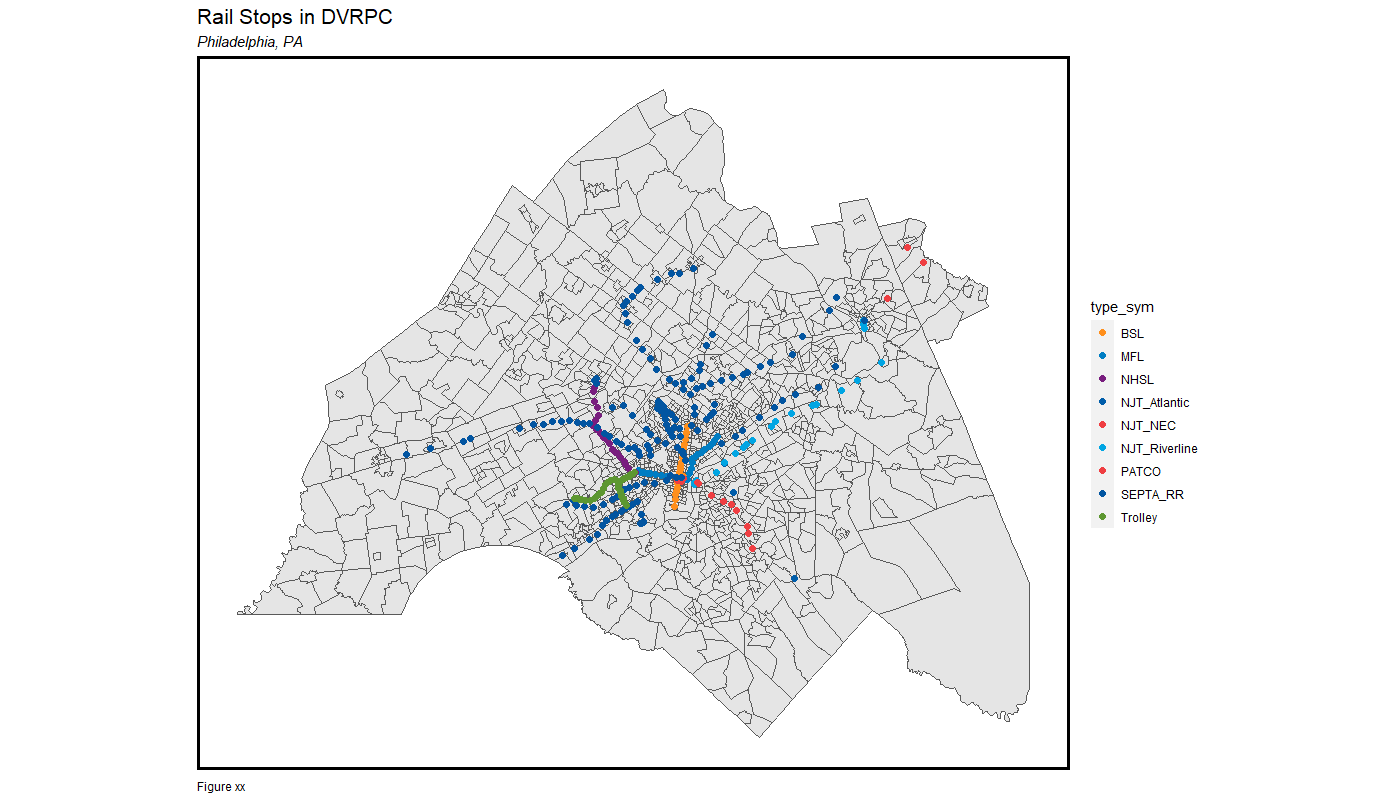 Rail Stops in DVRPC
Philadelphia, PA
type_sym
BSL
MFL
NHSL
NJT_Atlantic
NJT_NEC
NJT_Riverline
PATCO
SEPTA_RR
Trolley
Figure xx